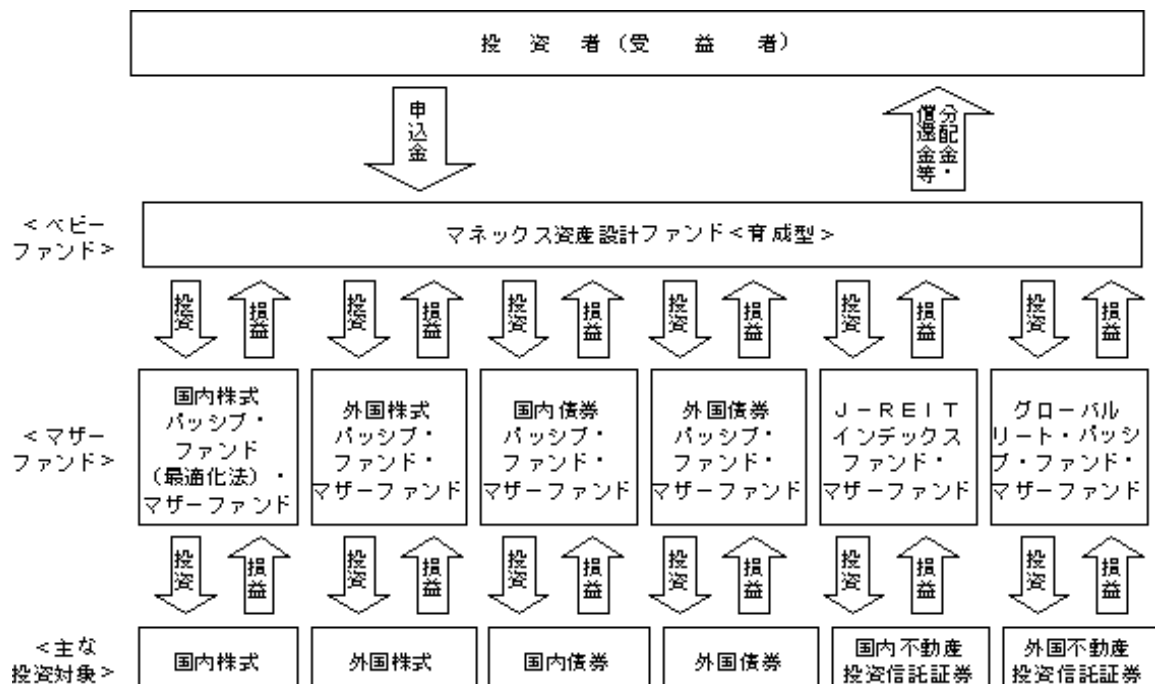 投資者(受益者)
申込金
分配金・
償還金等
<ベビー
ファンド>
マネックス資産設計ファンド<育成型>
投資
損益
投資
損益
投資
損益
投資
損益
投資
損益
投資
損益
<マザー
ファンド>
国内株式
パッシブ・
ファンド
(最適化法)・
マザーファンド
外国株式
パッシブ・
ファンド・
マザーファンド
国内債券
パッシブ・
ファンド・
マザーファンド
外国債券
パッシブ・
ファンド・
マザーファンド
J-REIT
インデックス
ファンド・
マザーファンド
グローバル
リート・パッシ
ブ・ファンド・
マザーファンド
投資
損益
投資
損益
投資
損益
投資
損益
投資
損益
投資
損益
<主な
投資対象>
国内株式
外国株式
国内債券
外国債券
国内不動産
投資信託証券
外国不動産
投資信託証券